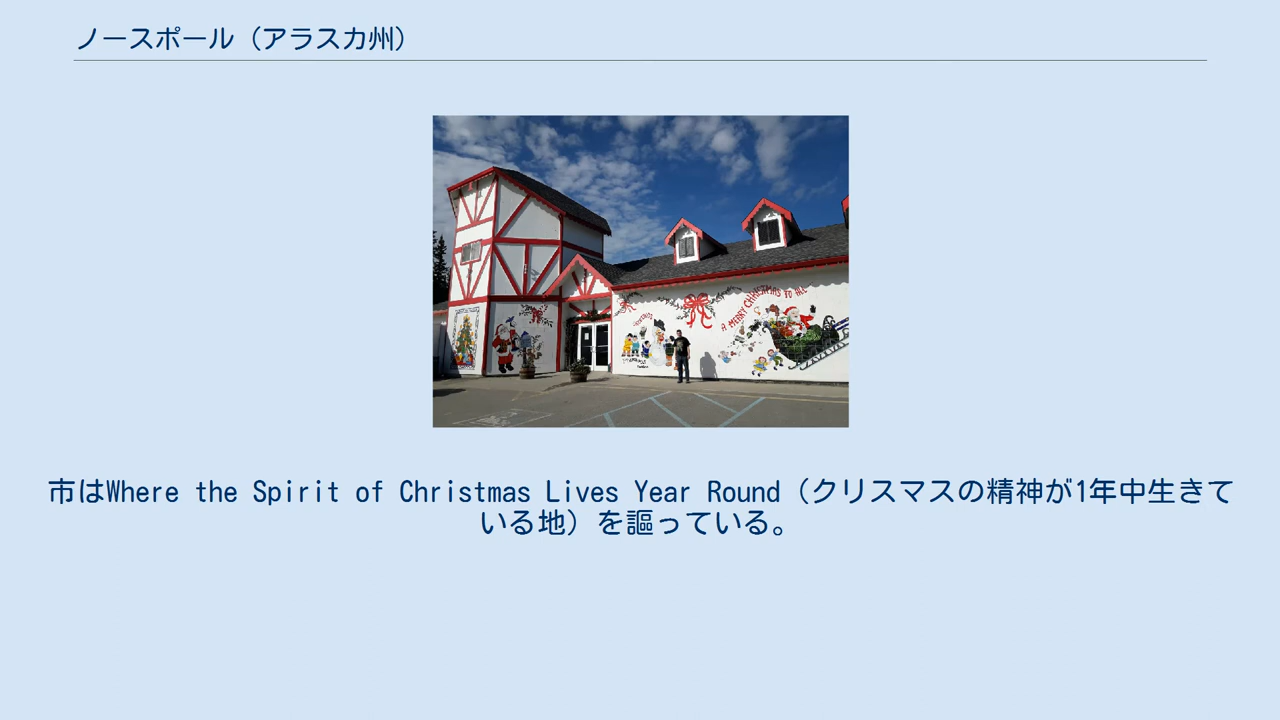 ノースポール（アラスカ州）
A MERRY CHRISTMAS TO ALL
市はWhere the Spirit of Christmas Lives Year Round（クリスマスの精神が1年中生きて
いる地）を謳っている。